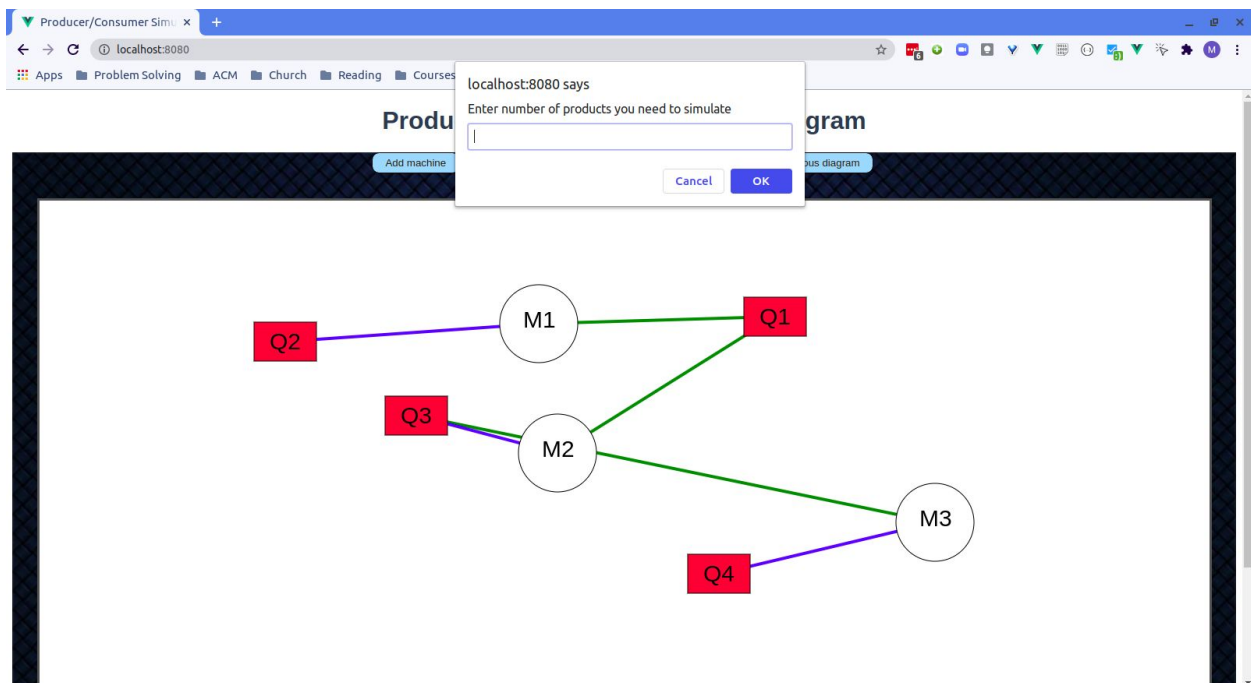 Producer/Consumer Simu
localhost:8080
6
M
Apps Problem Solving ACM Church Reading Courses
localhost:8080 says
Enter number of products you need to simulate
Cancel OK
Produ gram
Add machine ous diagram
M1
Q1
Q2
Q3
M2
M3
Q4